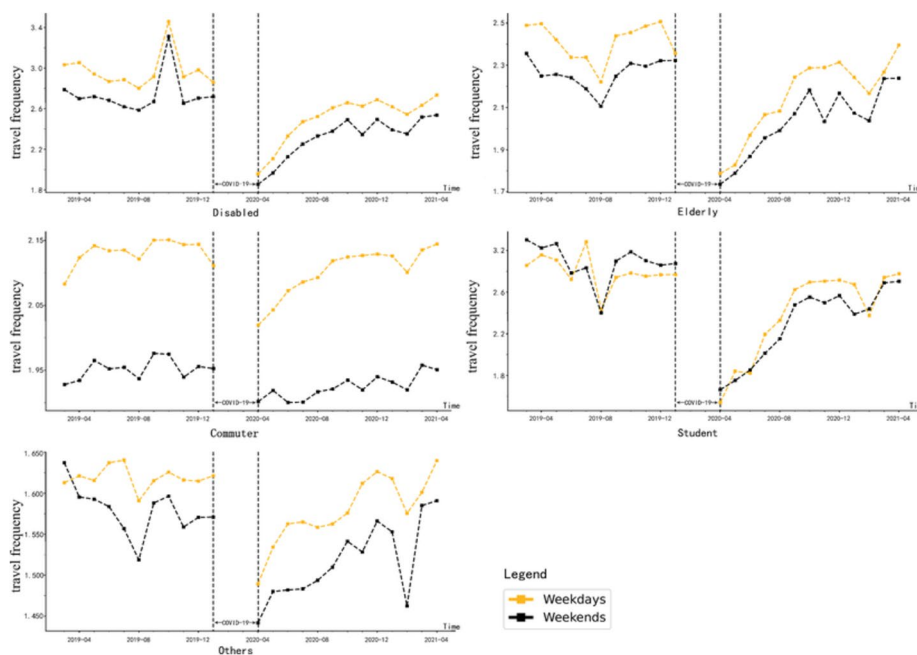 travel frequency
3.4
3.0
2.6
2.2
1.8
←COVID-19→
Time
2019-04
2019-08
2019-12
2020-04
2020-08
2020-12
2021-04
Disabled
travel frequency
2.5
2.3
2.1
1.9
1.7
←COVID-19→
Time
2019-04
2019-08
2019-12
2020-04
2020-08
2020-12
2021-04
Elderly
travel frequency
2.15
2.05
1.95
←COVID-19→
Time
2019-04
2019-08
2019-12
2020-04
2020-08
2020-12
2021-04
Commuter
travel frequency
3.2
2.6
2.2
1.8
←COVID-19→
Time
2019-04
2019-08
2019-12
2020-04
2020-08
2020-12
2021-04
Student
travel frequency
1.650
1.600
1.550
1.500
1.450
←COVID-19→
Time
2019-04
2019-08
2019-12
2020-04
2020-08
2020-12
2021-04
Others
Legend
Weekdays
Weekends